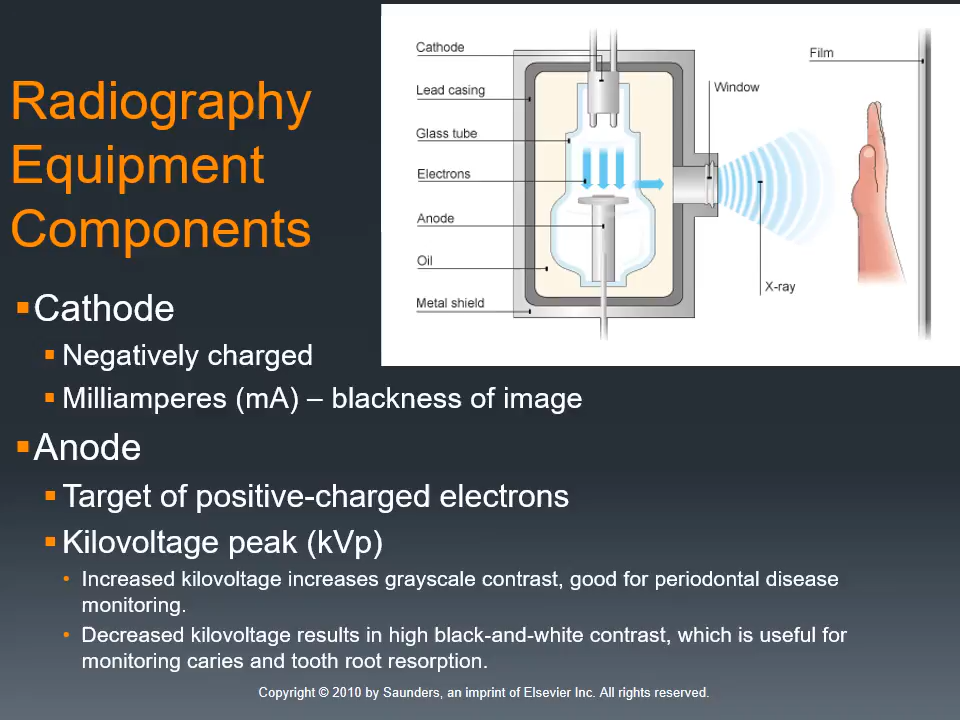 Radiography
Equipment
Components
Cathode
Lead casing
Glass tube
Electrons
Anode
Oil
Metal shield
Window
X-ray
Film
▪Cathode
▪Negatively charged
▪Milliamperes (mA) – blackness of image
▪Anode
▪Target of positive-charged electrons
▪Kilovoltage peak (kVp)
• Increased kilovoltage increases grayscale contrast, good for periodontal disease
monitoring.
• Decreased kilovoltage results in high black-and-white contrast, which is useful for
monitoring caries and tooth root resorption.
Copyright © 2010 by Saunders, an imprint of Elsevier Inc. All rights reserved.